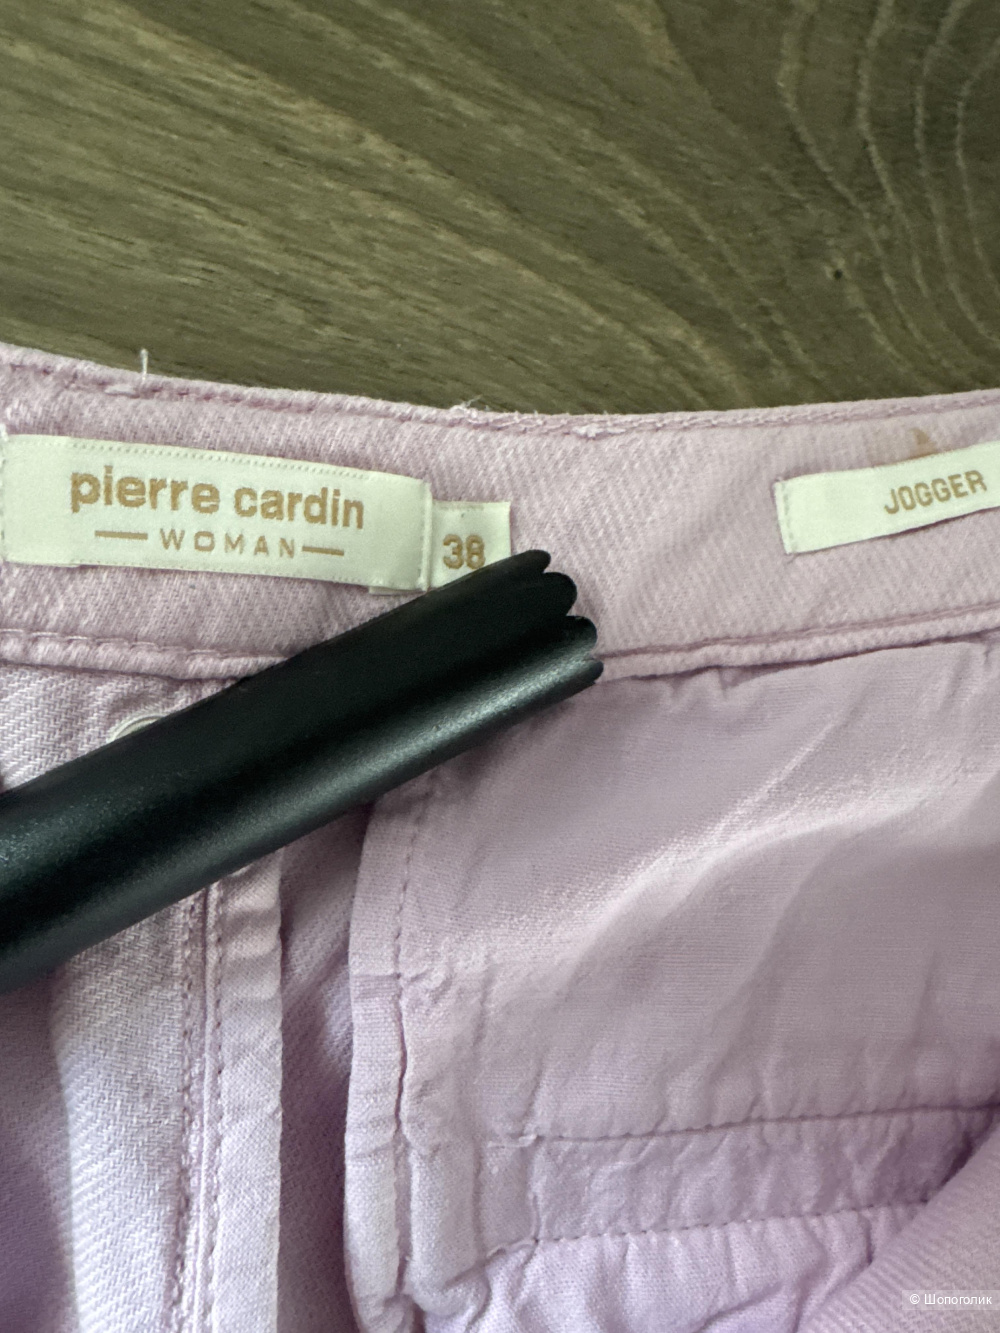 pierre cardin
WOMAN
38
JOGGER
© Шопоголик